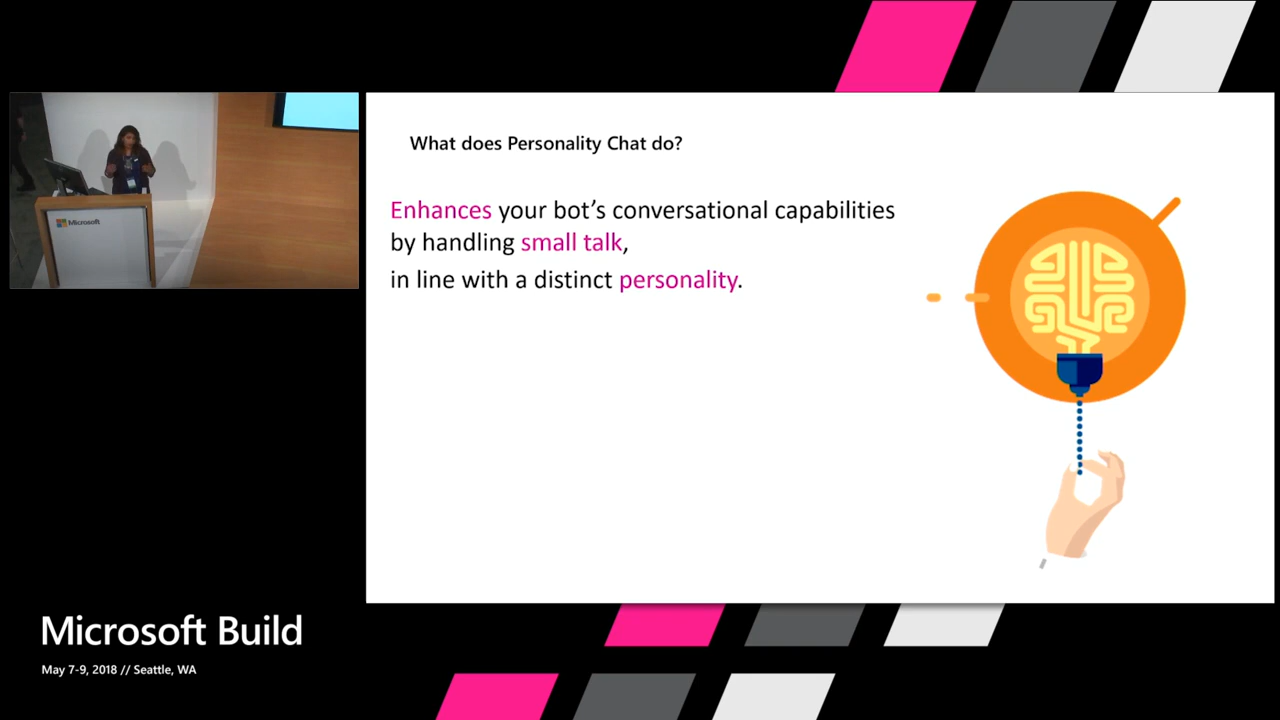 What does Personality Chat do?
Enhances your bot’s conversational capabilities
by handling small talk,
in line with a distinct personality.
Microsoft
Microsoft Build
May 7-9, 2018 // Seattle, WA